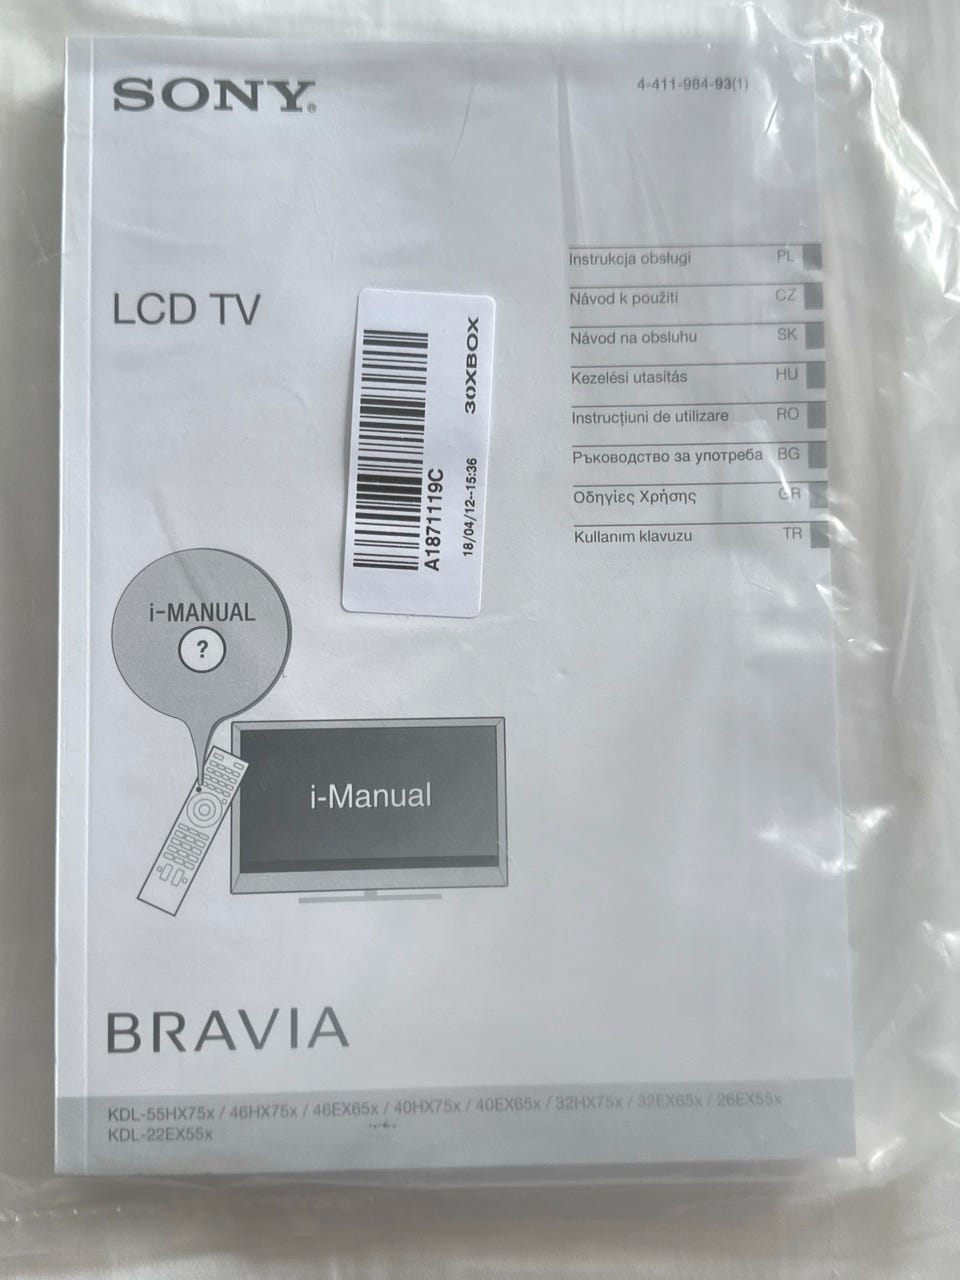 SONY®
4-411-984-93(1)
LCD TV
Instrukcja obsługi PL
Návod k použití CZ
Návod na obsluhu SK
Kezelési utasítás HU
Instrucțiuni de utilizare RO
Ръководство за употреба BG
Οδηγίες Χρήσης GR
Kullanım klavuzu TR
A1871119C
18/04/12--15:36 30XBOX
i-MANUAL
?
i-Manual
BRAVIA
KDL-55HX75x / 46HX75x / 46EX65x / 40HX75x / 40EX65x / 32HX75x / 32EX65x / 26EX55x
KDL-22EX55x